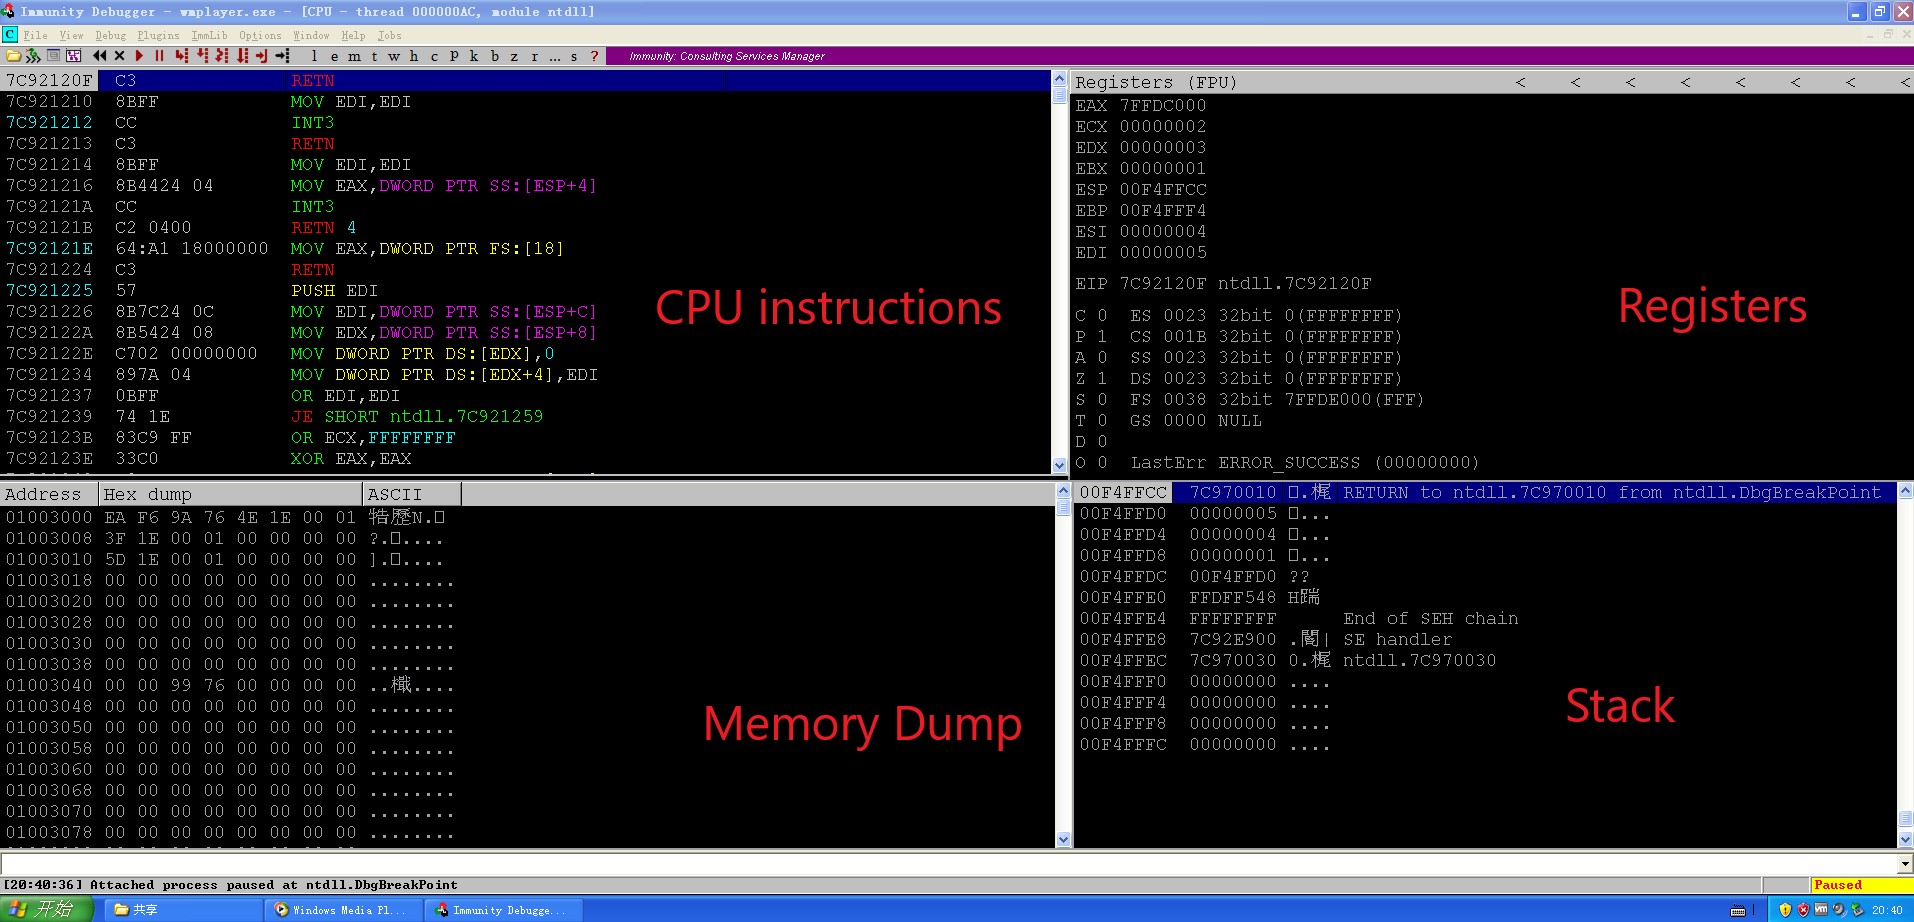 Immunity Debugger - wmplayer.exe - [CPU - thread 000000AC, module ntdll]
C File View Debug Plugins ImmLib Options Window Help Jobs
l e m t w h c P k b z r ... s ? Immunity: Consulting Services Manager
7C92120F C3 RETN
7C921210 8BFF MOV EDI,EDI
7C921212 CC INT3
7C921213 C3 RETN
7C921214 8BFF MOV EDI,EDI
7C921216 8B4424 04 MOV EAX,DWORD PTR SS:[ESP+4]
7C92121A CC INT3
7C92121B C2 0400 RETN 4
7C92121E 64:A1 18000000 MOV EAX,DWORD PTR FS:[18]
7C921224 C3 RETN
7C921225 57 PUSH EDI
7C921226 8B7C24 0C MOV EDI,DWORD PTR SS:[ESP+C]
7C92122A 8B5424 08 MOV EDX,DWORD PTR SS:[ESP+8]
7C92122E C702 00000000 MOV DWORD PTR DS:[EDX],0
7C921234 897A 04 MOV DWORD PTR DS:[EDX+4],EDI
7C921237 0BFF OR EDI,EDI
7C921239 74 1E JE SHORT ntdll.7C921259
7C92123B 83C9 FF OR ECX,FFFFFFFF
7C92123E 33C0 XOR EAX,EAX
CPU instructions
Registers (FPU) < < < < < < < <
EAX 7FFDC000
ECX 00000002
EDX 00000003
EBX 00000001
ESP 00F4FFCC
EBP 00F4FFF4
ESI 00000004
EDI 00000005
EIP 7C92120F ntdll.7C92120F
C 0 ES 0023 32bit 0(FFFFFFFF)
P 1 CS 001B 32bit 0(FFFFFFFF)
A 0 SS 0023 32bit 0(FFFFFFFF)
Z 1 DS 0023 32bit 0(FFFFFFFF)
S 0 FS 0038 32bit 7FFDE000(FFF)
T 0 GS 0000 NULL
D 0
O 0 LastErr ERROR_SUCCESS (00000000)
Registers
Address Hex dump ASCII
01003000 EA F6 9A 76 4E 1E 00 01 N.□
01003008 3F 1E 00 01 00 00 00 00 ?.□....
01003010 5D 1E 00 01 00 00 00 00 ].□....
01003018 00 00 00 00 00 00 00 00 ........
01003020 00 00 00 00 00 00 00 00 ........
01003028 00 00 00 00 00 00 00 00 ........
01003030 00 00 00 00 00 00 00 00 ........
01003038 00 00 00 00 00 00 00 00 ........
01003040 00 00 99 76 00 00 00 00 .. ....
01003048 00 00 00 00 00 00 00 00 ........
01003050 00 00 00 00 00 00 00 00 ........
01003058 00 00 00 00 00 00 00 00 ........
01003060 00 00 00 00 00 00 00 00 ........
01003068 00 00 00 00 00 00 00 00 ........
01003070 00 00 00 00 00 00 00 00 ........
01003078 00 00 00 00 00 00 00 00 ........
Memory Dump
00F4FFCC 7C970010 □. RETURN to ntdll.7C970010 from ntdll.DbgBreakPoint
00F4FFD0 00000005 □...
00F4FFD4 00000004 □...
00F4FFD8 00000001 □...
00F4FFDC 00F4FFD0 ??
00F4FFE0 FFDFF548 H踹
00F4FFE4 FFFFFFFF End of SEH chain
00F4FFE8 7C92E900 . | SE handler
00F4FFEC 7C970030 0. ntdll.7C970030
00F4FFF0 00000000 ....
00F4FFF4 00000000 ....
00F4FFF8 00000000 ....
00F4FFFC 00000000 ....
Stack
[20:40:36] Attached process paused at ntdll.DbgBreakPoint
Paused
开始 共享 Windows Media Pl... Immunity Debugge... 20:40